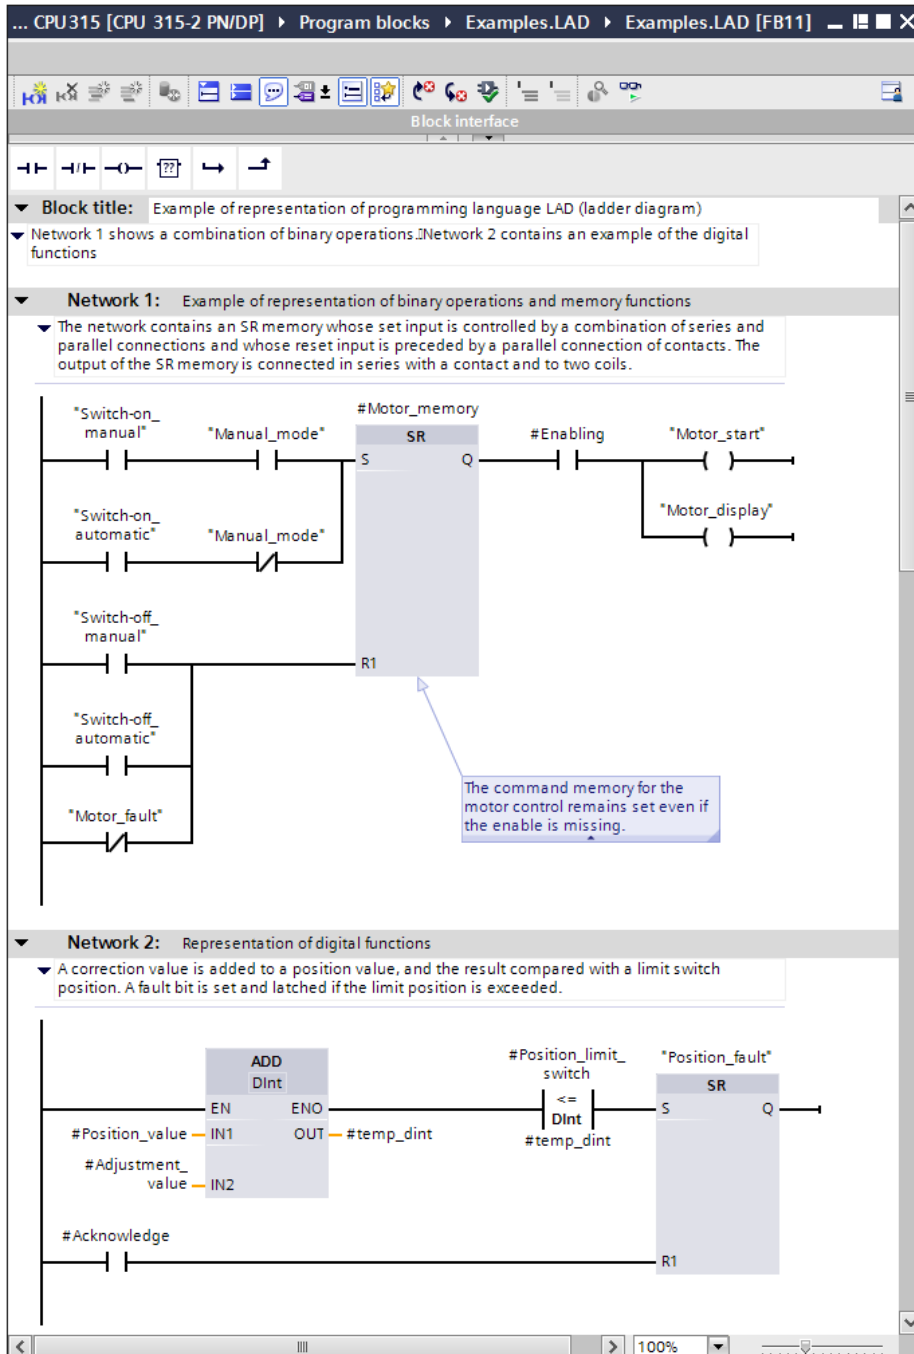 ... CPU315 [CPU 315-2 PN/DP] ▸ Program blocks ▸ Examples.LAD ▸ Examples.LAD [FB11]
Block interface
??
Block title: Example of representation of programming language LAD (ladder diagram)
Network 1 shows a combination of binary operations.Network 2 contains an example of the digital
functions
Network 1: Example of representation of binary operations and memory functions
The network contains an SR memory whose set input is controlled by a combination of series and
parallel connections and whose reset input is preceded by a parallel connection of contacts. The
output of the SR memory is connected in series with a contact and to two coils.
"Switch-on_
manual"
"Manual_mode"
#Motor_memory
SR
S
Q
#Enabling
"Motor_start"
"Switch-on_
automatic"
"Manual_mode"
"Motor_display"
"Switch-off_
manual"
R1
"Switch-off_
automatic"
"Motor_fault"
The command memory for the
motor control remains set even if
the enable is missing.
Network 2: Representation of digital functions
A correction value is added to a position value, and the result compared with a limit switch
position. A fault bit is set and latched if the limit position is exceeded.
ADD
DInt
EN
ENO
#Position_value
IN1
OUT
#temp_dint
#Adjustment_
value
IN2
#Position_limit_
switch
<=
DInt
#temp_dint
"Position_fault"
SR
S
Q
#Acknowledge
R1
100%